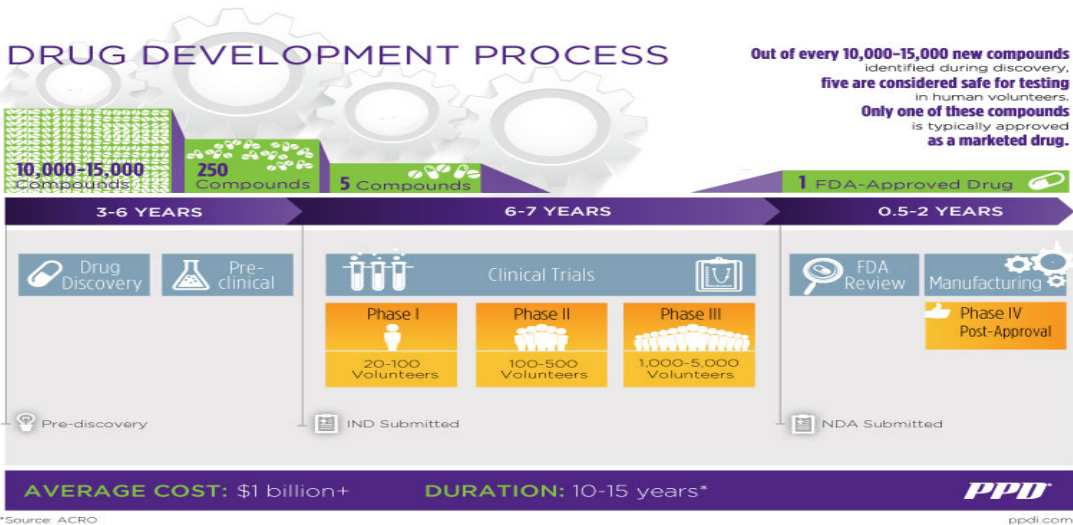 DRUG DEVELOPMENT PROCESS
Out of every 10,000–15,000 new compounds
identified during discovery,
five are considered safe for testing
in human volunteers.
Only one of these compounds
is typically approved
as a marketed drug.
10,000-15,000
Compounds
250
Compounds
5 Compounds
1 FDA-Approved Drug
3-6 YEARS
6-7 YEARS
0.5-2 YEARS
Drug
Discovery
Pre-
clinical
Clinical Trials
FDA
Review
Manufacturing
Phase I
20-100
Volunteers
Phase II
100-500
Volunteers
Phase III
1,000-5,000
Volunteers
Phase IV
Post-Approval
Pre-discovery
IND Submitted
NDA Submitted
AVERAGE COST: $1 billion+
DURATION: 10-15 years*
PPD
*Source: ACRO
ppdi.com